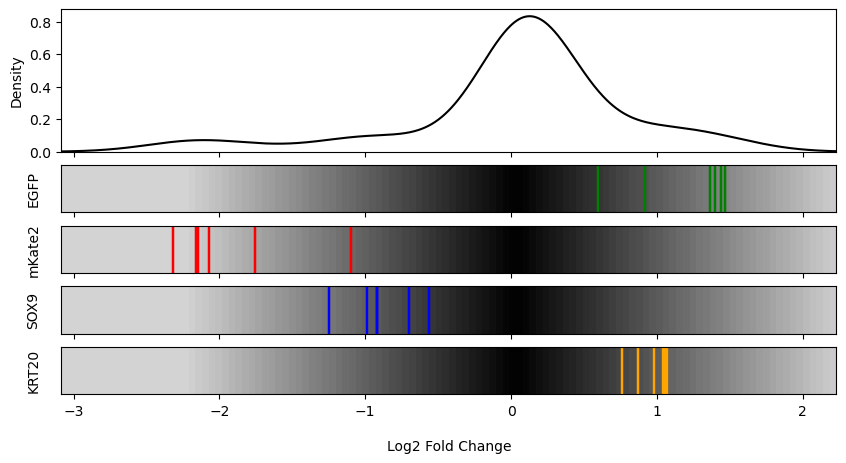 0.8
0.6
0.4
0.2
0.0
Density
EGFP
mKate2
SOX9
KRT20
−3 −2 −1 0 1 2
Log2 Fold Change